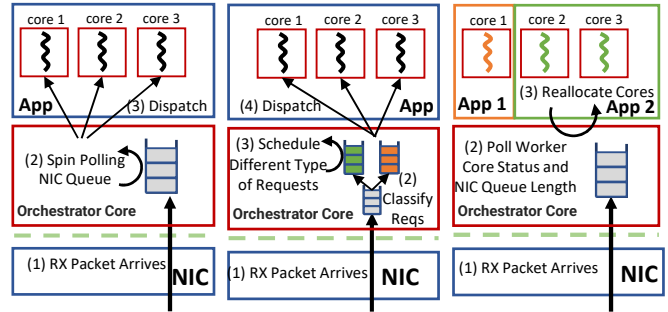 core 1 core 2 core 3
(3) Dispatch
App
(2) Spin Polling
NIC Queue
Orchestrator Core
(1) RX Packet Arrives
NIC
core 1 core 2 core 3
(4) Dispatch
App
(3) Schedule
Different Type
of Requests
(2)
Classify
Reqs
Orchestrator Core
(1) RX Packet Arrives
NIC
core 1 core 2 core 3
(3) Reallocate Cores
App 1
App 2
(2) Poll Worker
Core Status and
NIC Queue Length
Orchestrator Core
(1) RX Packet Arrives
NIC